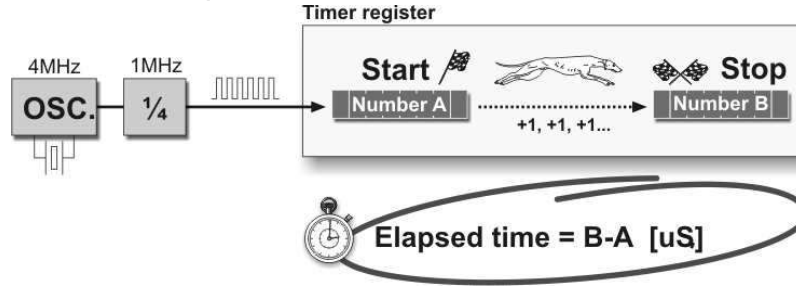 Timer register
4MHz
1MHz
OSC.
¼
Start
Stop
Number A
Number B
+1, +1, +1...
Elapsed time = B-A [uS]